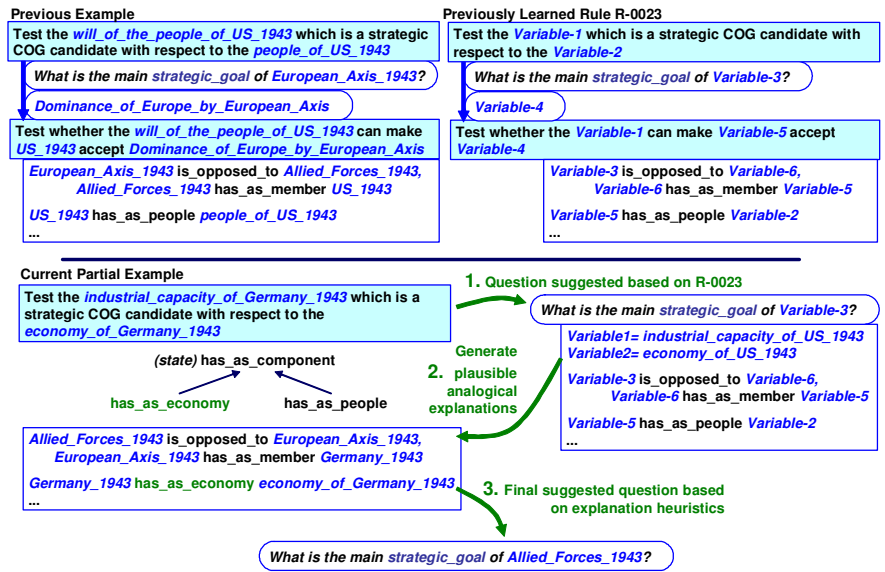 Previous Example
Test the will_of_the_people_of_US_1943 which is a strategic
COG candidate with respect to the people_of_US_1943
What is the main strategic_goal of European_Axis_1943?
Dominance_of_Europe_by_European_Axis
Test whether the will_of_the_people_of_US_1943 can make
US_1943 accept Dominance_of_Europe_by_European_Axis
European_Axis_1943 is_opposed_to Allied_Forces_1943,
Allied_Forces_1943 has_as_member US_1943
US_1943 has_as_people people_of_US_1943
...
Previously Learned Rule R-0023
Test the Variable-1 which is a strategic COG candidate with
respect to the Variable-2
What is the main strategic_goal of Variable-3?
Variable-4
Test whether the Variable-1 can make Variable-5 accept
Variable-4
Variable-3 is_opposed_to Variable-6,
Variable-6 has_as_member Variable-5
Variable-5 has_as_people Variable-2
...
Current Partial Example
Test the industrial_capacity_of_Germany_1943 which is a
strategic COG candidate with respect to the
economy_of_Germany_1943
1. Question suggested based on R-0023
What is the main strategic_goal of Variable-3?
Variable1= industrial_capacity_of_US_1943
Variable2= economy_of_US_1943
Variable-3 is_opposed_to Variable-6,
Variable-6 has_as_member Variable-5
Variable-5 has_as_people Variable-2
...
(state) has_as_component
has_as_economy
has_as_people
Generate
2. plausible
analogical
explanations
Allied_Forces_1943 is_opposed_to European_Axis_1943,
European_Axis_1943 has_as_member Germany_1943
Germany_1943 has_as_economy economy_of_Germany_1943
...
3. Final suggested question based
on explanation heuristics
What is the main strategic_goal of Allied_Forces_1943?